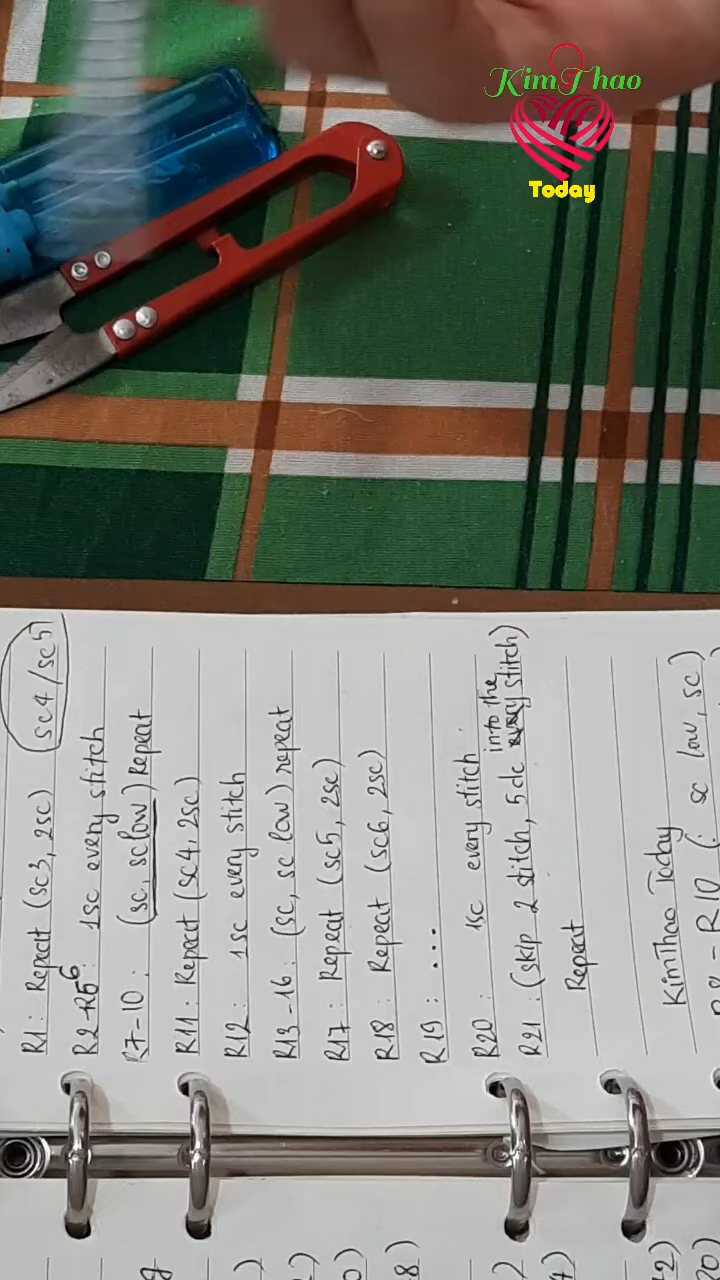 KimThao
Today
R1: Repeat (sc3, 2sc) sc4/sc5
R2-R6: 1sc every stitch
R7-10: (sc, sc low) Repeat
R11: Repeat (sc4, 2sc)
R12: 1sc every stitch
R13-16: (sc, sc low) repeat
R17: Repeat (sc5, 2sc)
R18: Repeat (sc6, 2sc)
R19: ...
R20: 1sc every stitch.
R21: (skip 2 stitch, 5dc into the stitch)
Repeat
KimThao Today